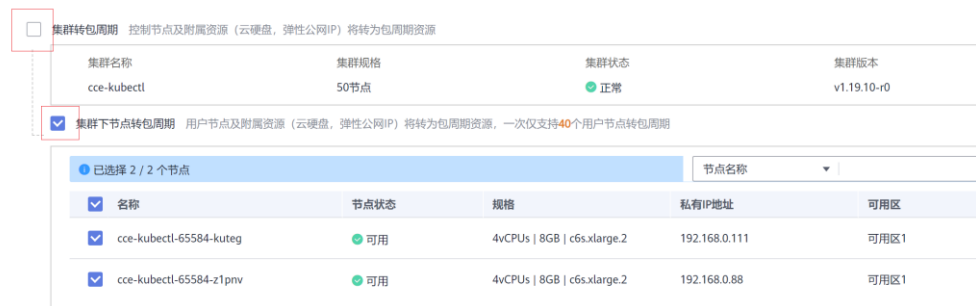 集群转包周期 控制节点及附属资源（云硬盘，弹性公网IP）将转为包周期资源
集群名称 集群规格 集群状态 集群版本
cce-kubectl 50节点 正常 v1.19.10-r0
集群下节点转包周期 用户节点及附属资源（云硬盘，弹性公网IP）将转为包周期资源，一次仅支持40个用户节点转包周期
已选择 2 / 2 个节点 节点名称
名称 节点状态 规格 私有IP地址 可用区
cce-kubectl-65584-kuteg 可用 4vCPUs | 8GB | c6s.xlarge.2 192.168.0.111 可用区1
cce-kubectl-65584-z1pnv 可用 4vCPUs | 8GB | c6s.xlarge.2 192.168.0.88 可用区1